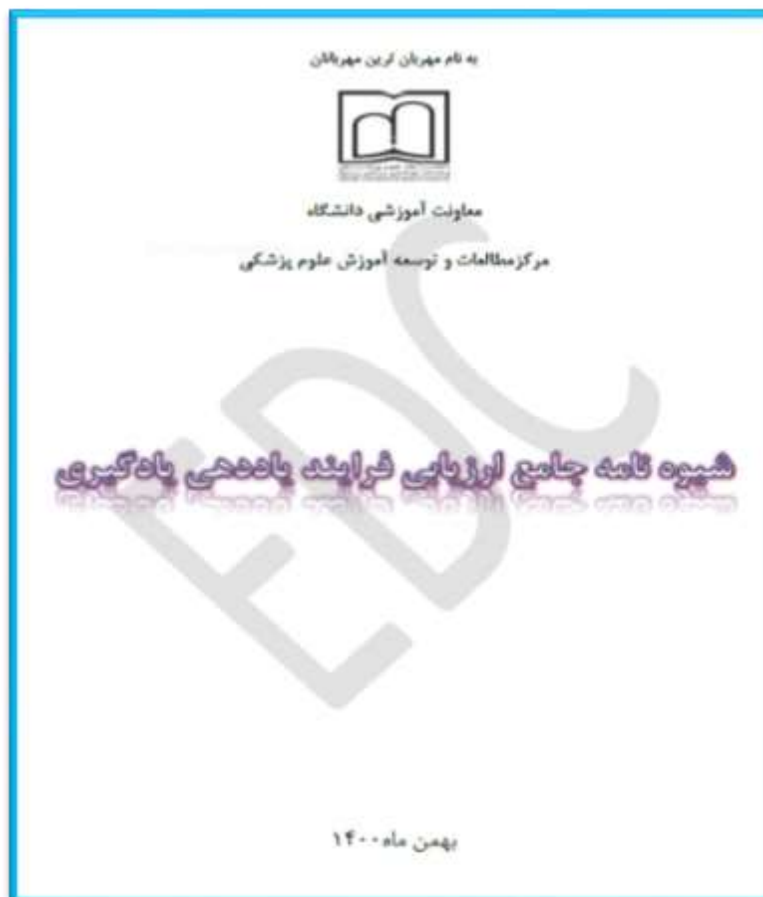 به نام مهربان ترین مهربانان
معاونت آموزشی دانشگاه
مرکزمطالعات و توسعه آموزش علوم پزشکی
EDC
شیوه نامه جامع ارزیابی فرایند یاددهی یادگیری
بهمن ماه ۱۴۰۰